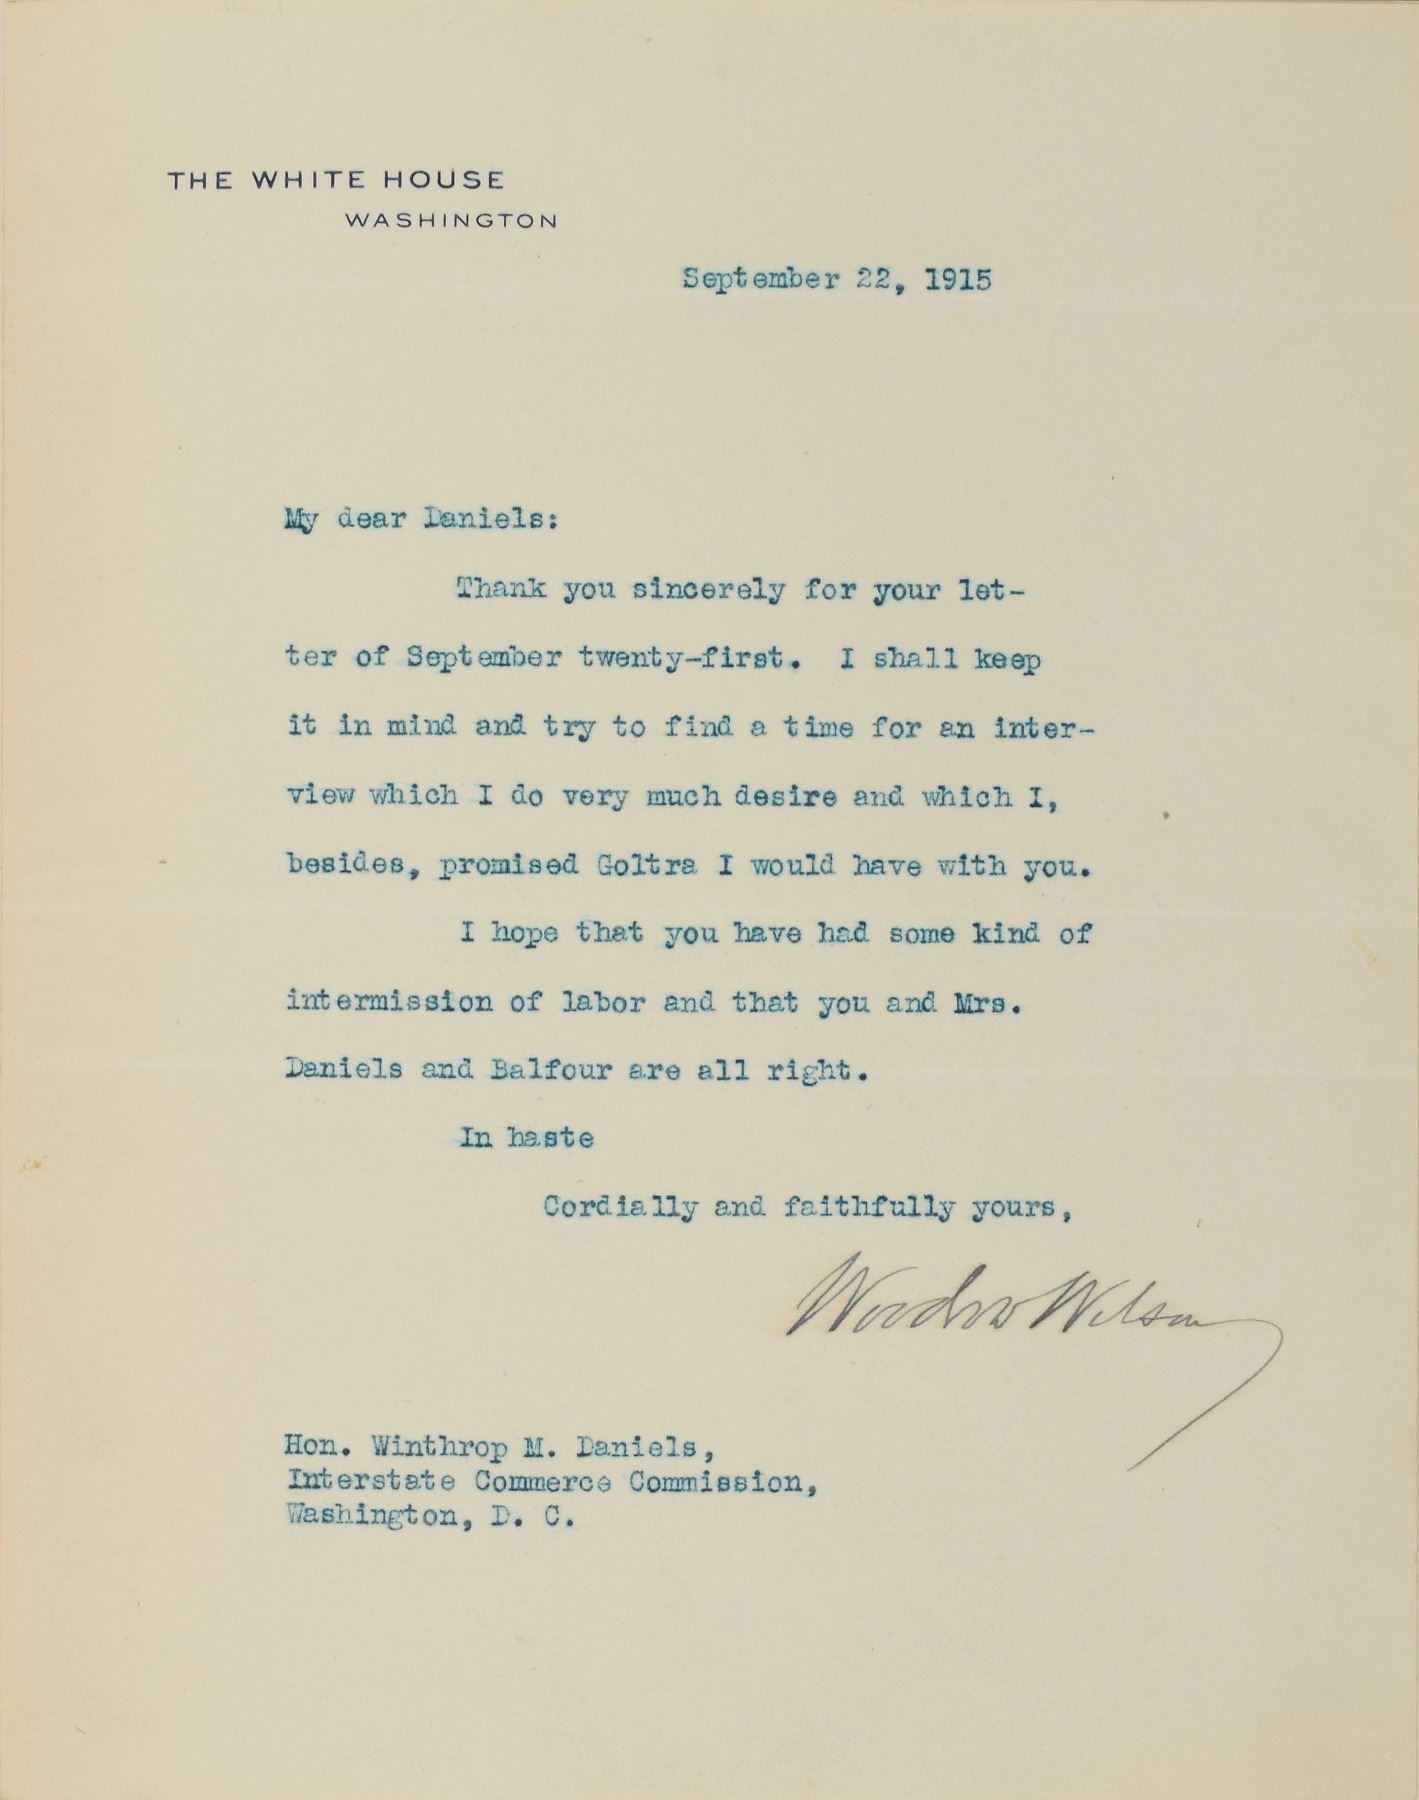 THE WHITE HOUSE
WASHINGTON
September 22, 1915
My dear Daniels:
Thank you sincerely for your let-
ter of September twenty-first. I shall keep
it in mind and try to find a time for an inter-
view which I do very much desire and which I,
besides, promised Goltra I would have with you.
I hope that you have had some kind of
intermission of labor and that you and Mrs.
Daniels and Balfour are all right.
In haste
Cordially and faithfully yours,
Woodrow Wilson
Hon. Winthrop M. Daniels,
Interstate Commerce Commission,
Washington, D. C.